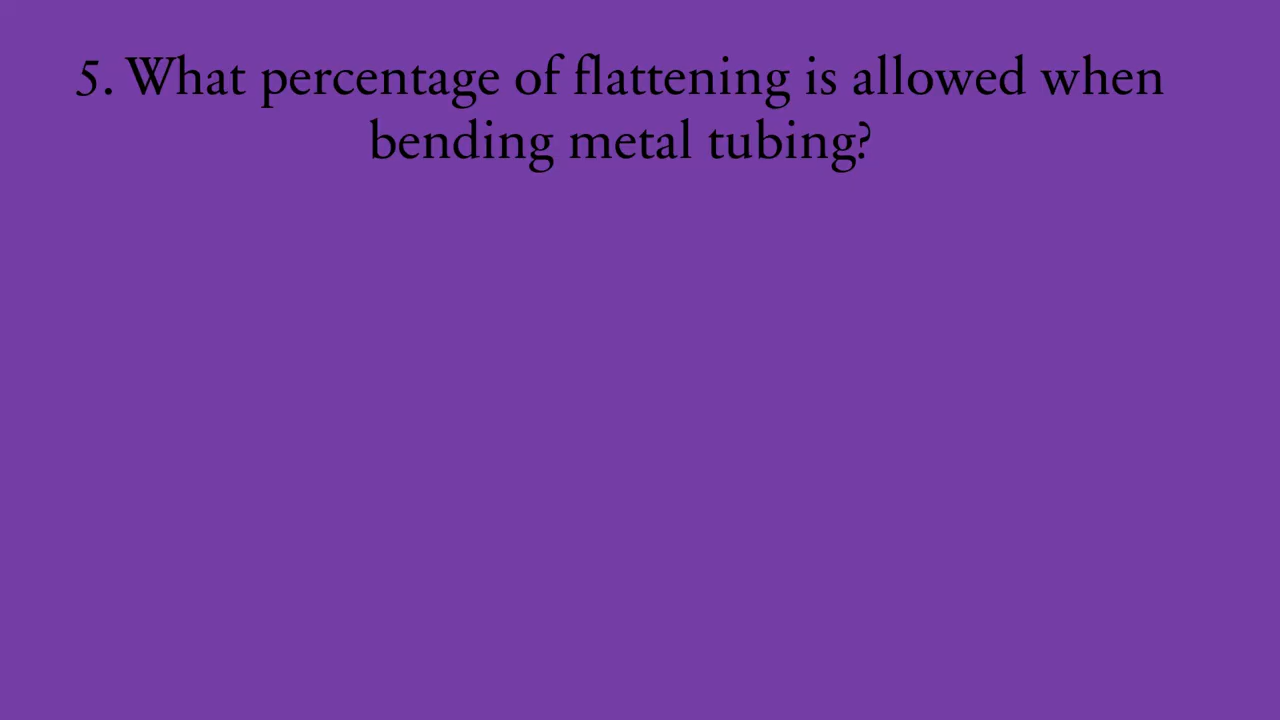 5. What percentage of flattening is allowed when
bending metal tubing?